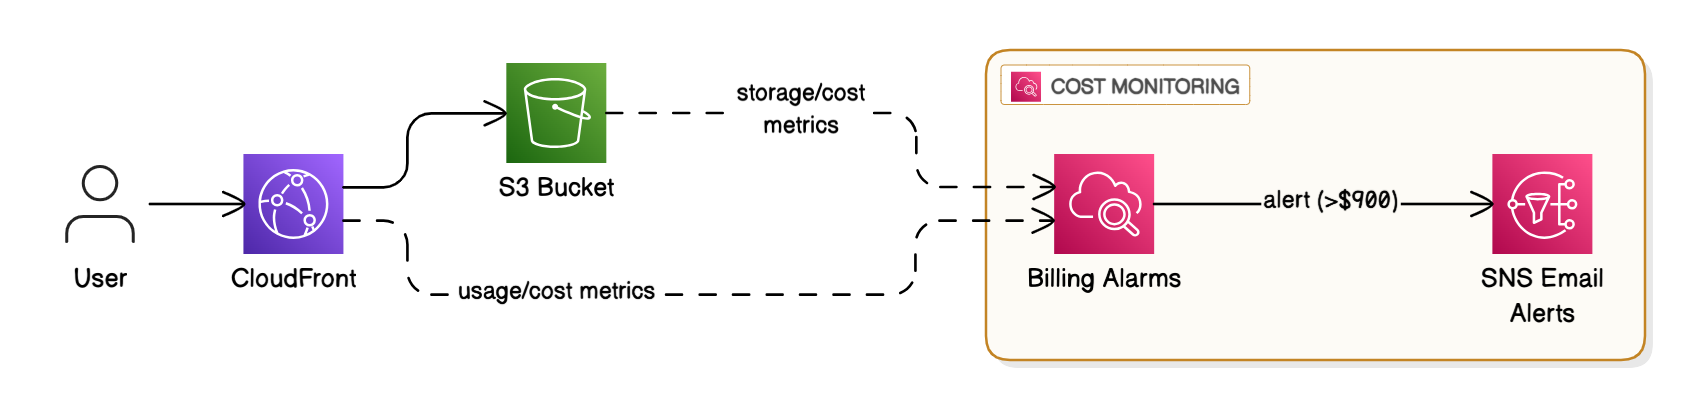 User
CloudFront
S3 Bucket
storage/cost
metrics
usage/cost metrics
COST MONITORING
Billing Alarms
alert (>$900)
SNS Email
Alerts